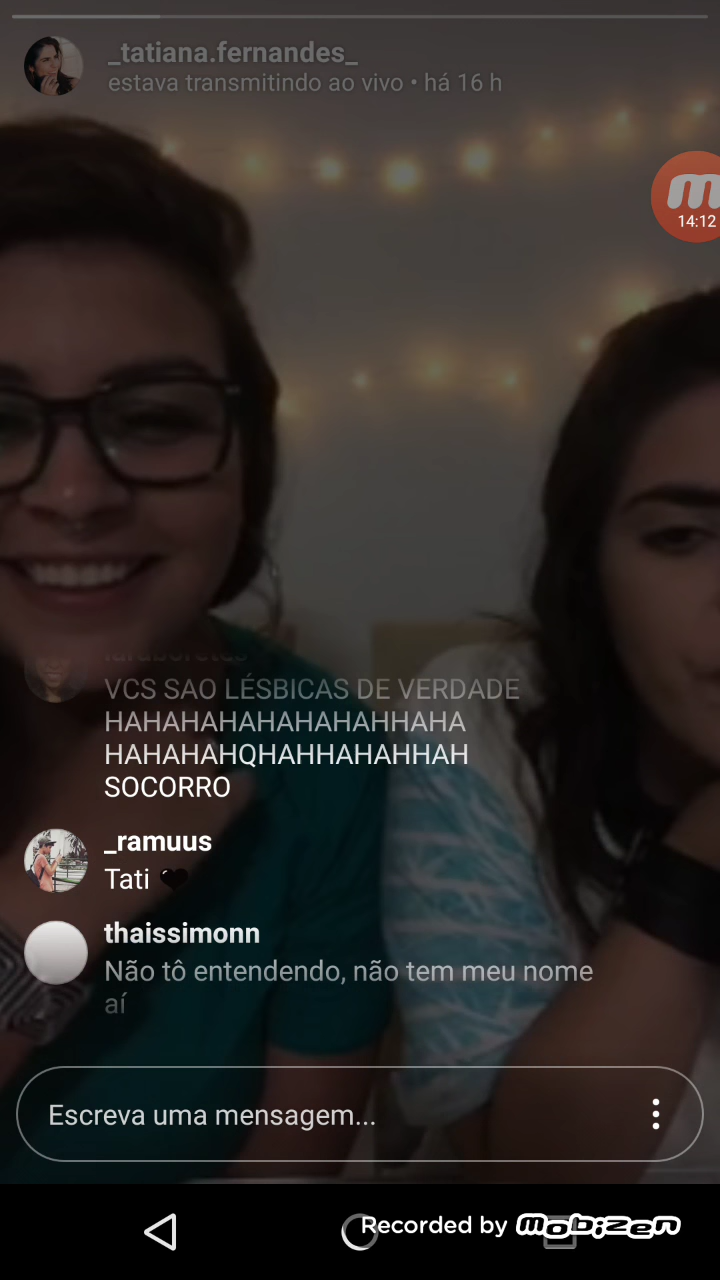 _tatiana.fernandes_
estava transmitindo ao vivo • há 16 h
14:12
VCS SAO LÉSBICAS DE VERDADE
HAHAHAHAHAHAHAHHAHA
HAHAHAHQHAHHAHAHHAH
SOCORRO
_ramuus
Tati 🖤
thaissimonn
Não tô entendendo, não tem meu nome
aí
Escreva uma mensagem...
Recorded by mobizen